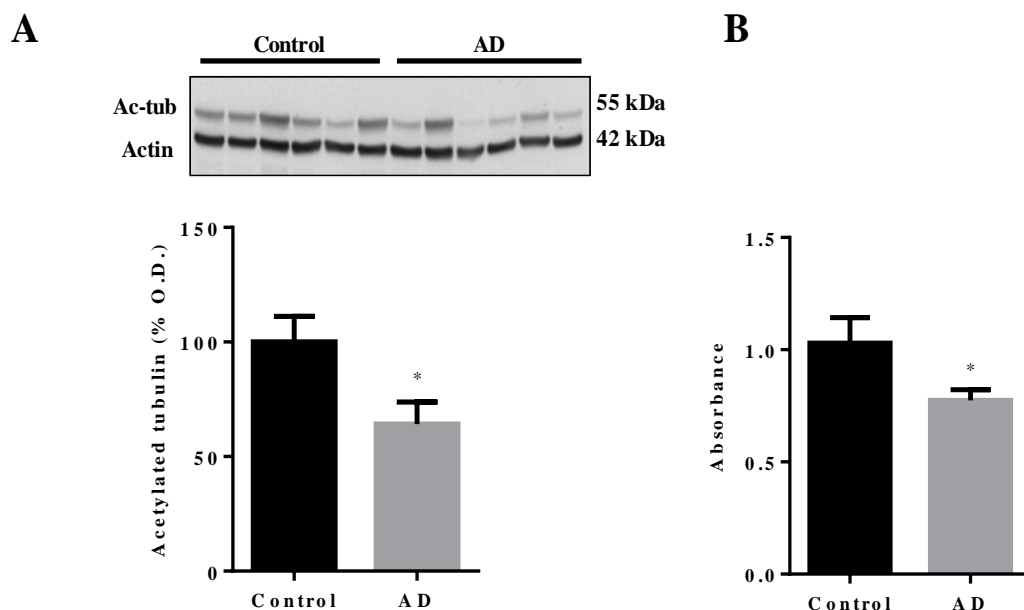 A
Control AD
Ac-tub 55 kDa
Actin 42 kDa
Acetylated tubulin (% O.D.)
150
100
50
0
*
Control AD
B
Absorbance
1.5
1.0
0.5
0.0
*
Control AD